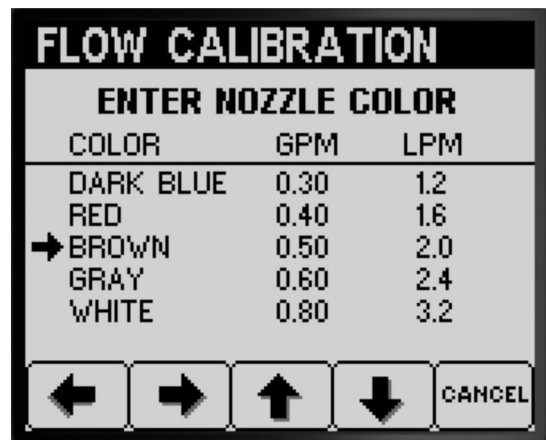 FLOW CALIBRATION
ENTER NOZZLE COLOR
COLOR GPM LPM
DARK BLUE 0.30 1.2
RED 0.40 1.6
BROWN 0.50 2.0
GRAY 0.60 2.4
WHITE 0.80 3.2
CANCEL